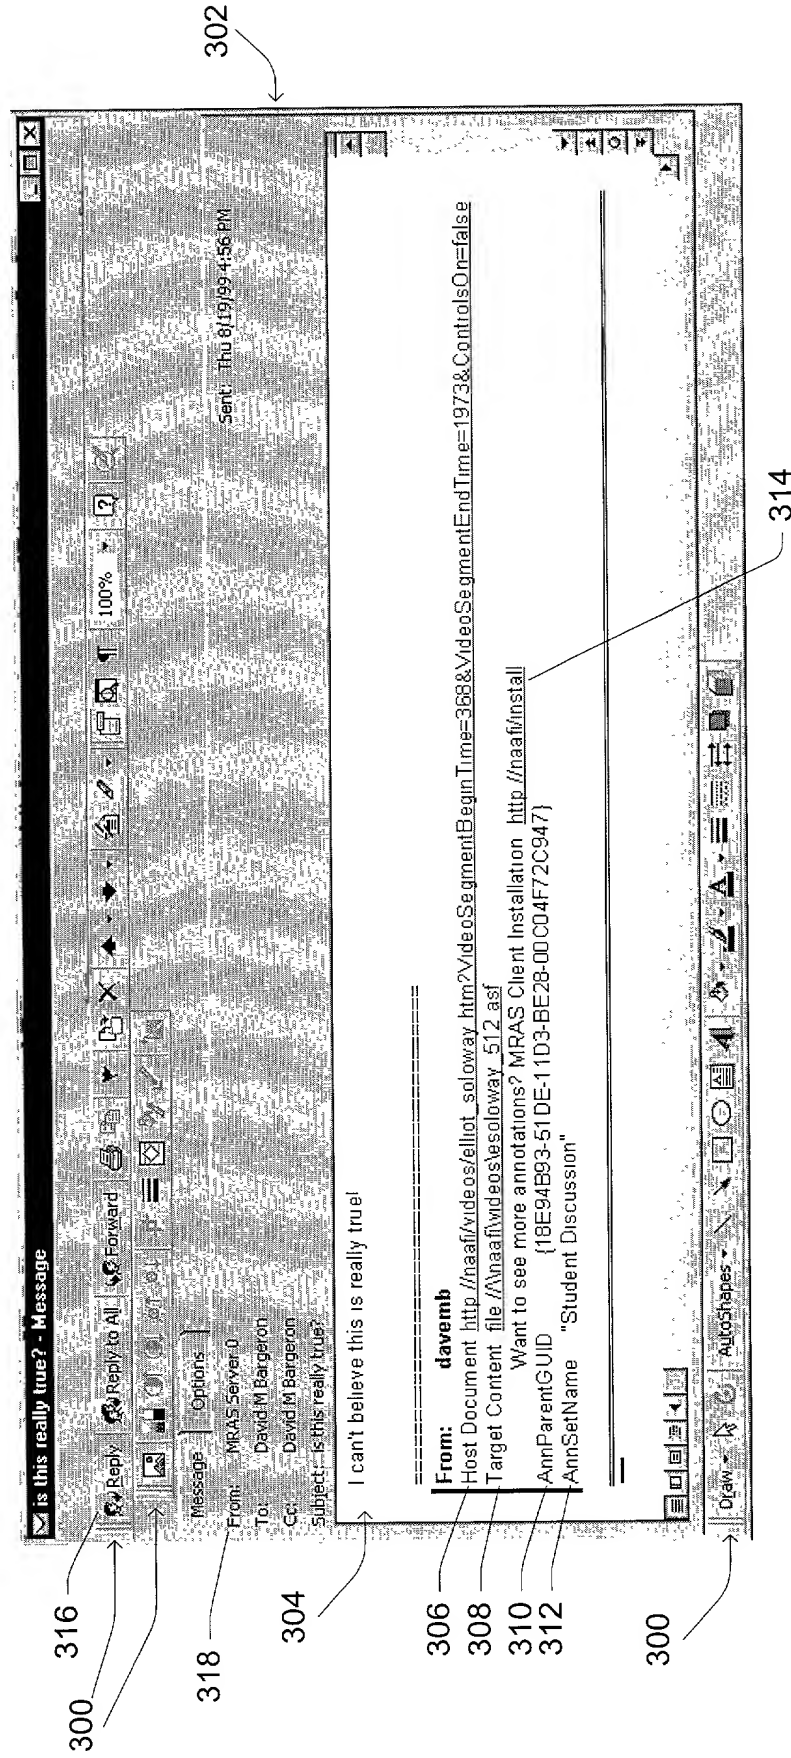 Is this really true? - Message
Reply Reply to All Forward 100%
Message Options
From: MRAS Server 0 Sent: Thu 8/19/99 4:56 PM
To: David M Bargeron
Cc: David M Bargeron
Subject: Is this really true?
I can't believe this is really true!
==================================================
From: davemb
Host Document http://naafi/videos/elliot_soloway.htm?VideoSegmentBeginTime=368&VideoSegmentEndTime=1973&ControlsOn=false
Target Content file://\\naafi\videos\esoloway_512.asf
Want to see more annotations? MRAS Client Installation http://naafi/install
AnnParentGUID {18E94B93-51DE-11D3-BE28-00C04F72C947}
AnnSetName "Student Discussion"
Draw AutoShapes
316
300
318
304
306
308
310
312
300
302
314